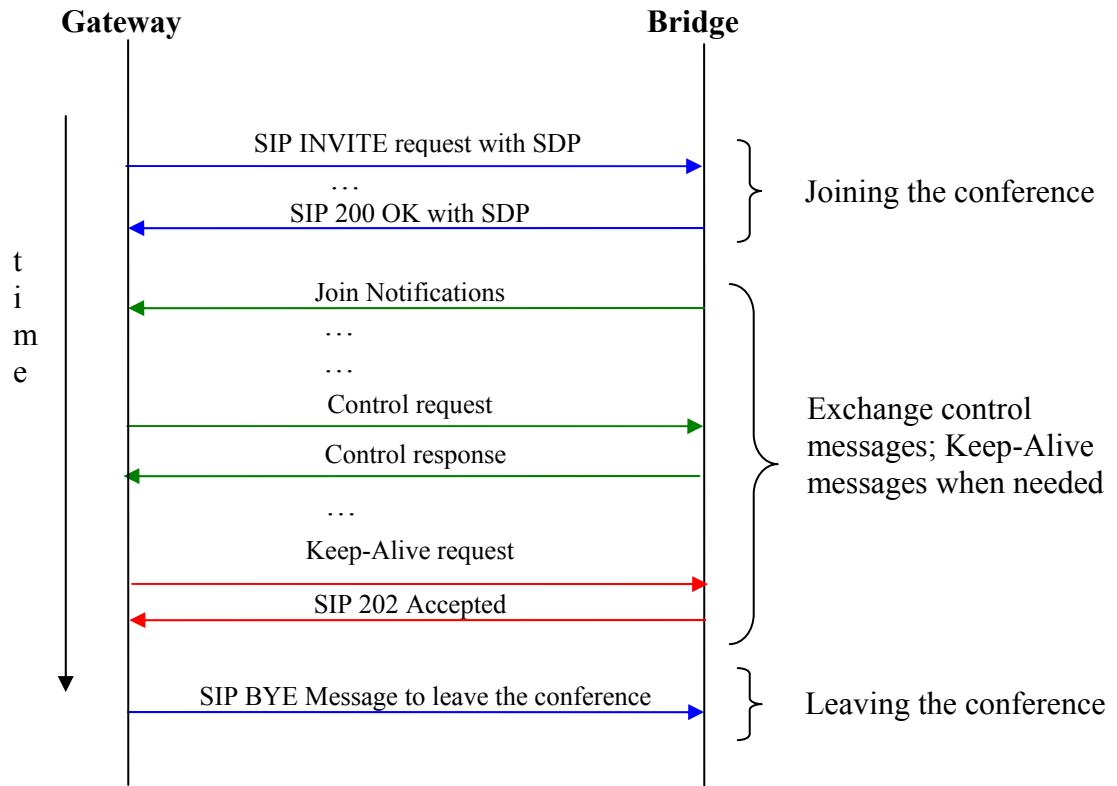 Gateway
Bridge
SIP INVITE request with SDP
…
SIP 200 OK with SDP
Joining the conference
t
i
m
e
Join Notifications
…
…
Control request
Control response
…
Keep-Alive request
SIP 202 Accepted
Exchange control
messages; Keep-Alive
messages when needed
SIP BYE Message to leave the conference
Leaving the conference